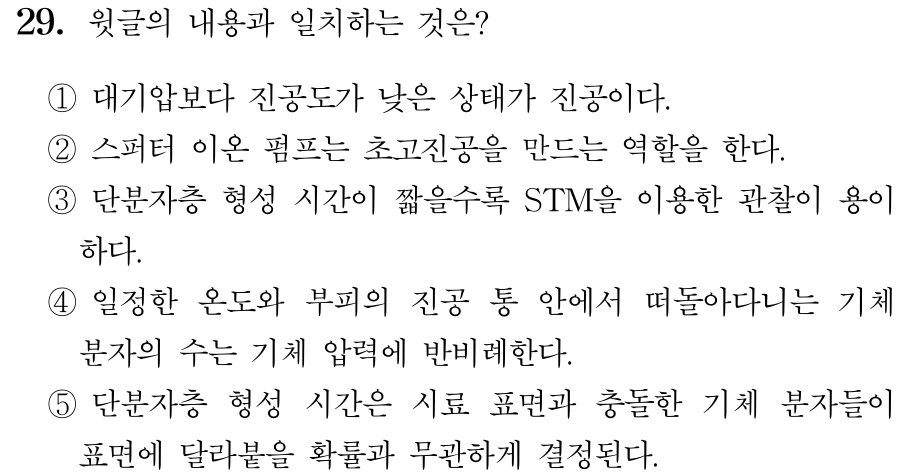 29. 윗글의 내용과 일치하는 것은?
① 대기압보다 진공도가 낮은 상태가 진공이다.
② 스퍼터 이온 펌프는 초고진공을 만드는 역할을 한다.
③ 단분자층 형성 시간이 짧을수록 STM을 이용한 관찰이 용이
하다.
④ 일정한 온도와 부피의 진공 통 안에서 떠돌아다니는 기체
분자의 수는 기체 압력에 반비례한다.
⑤ 단분자층 형성 시간은 시료 표면과 충돌한 기체 분자들이
표면에 달라붙을 확률과 무관하게 결정된다.